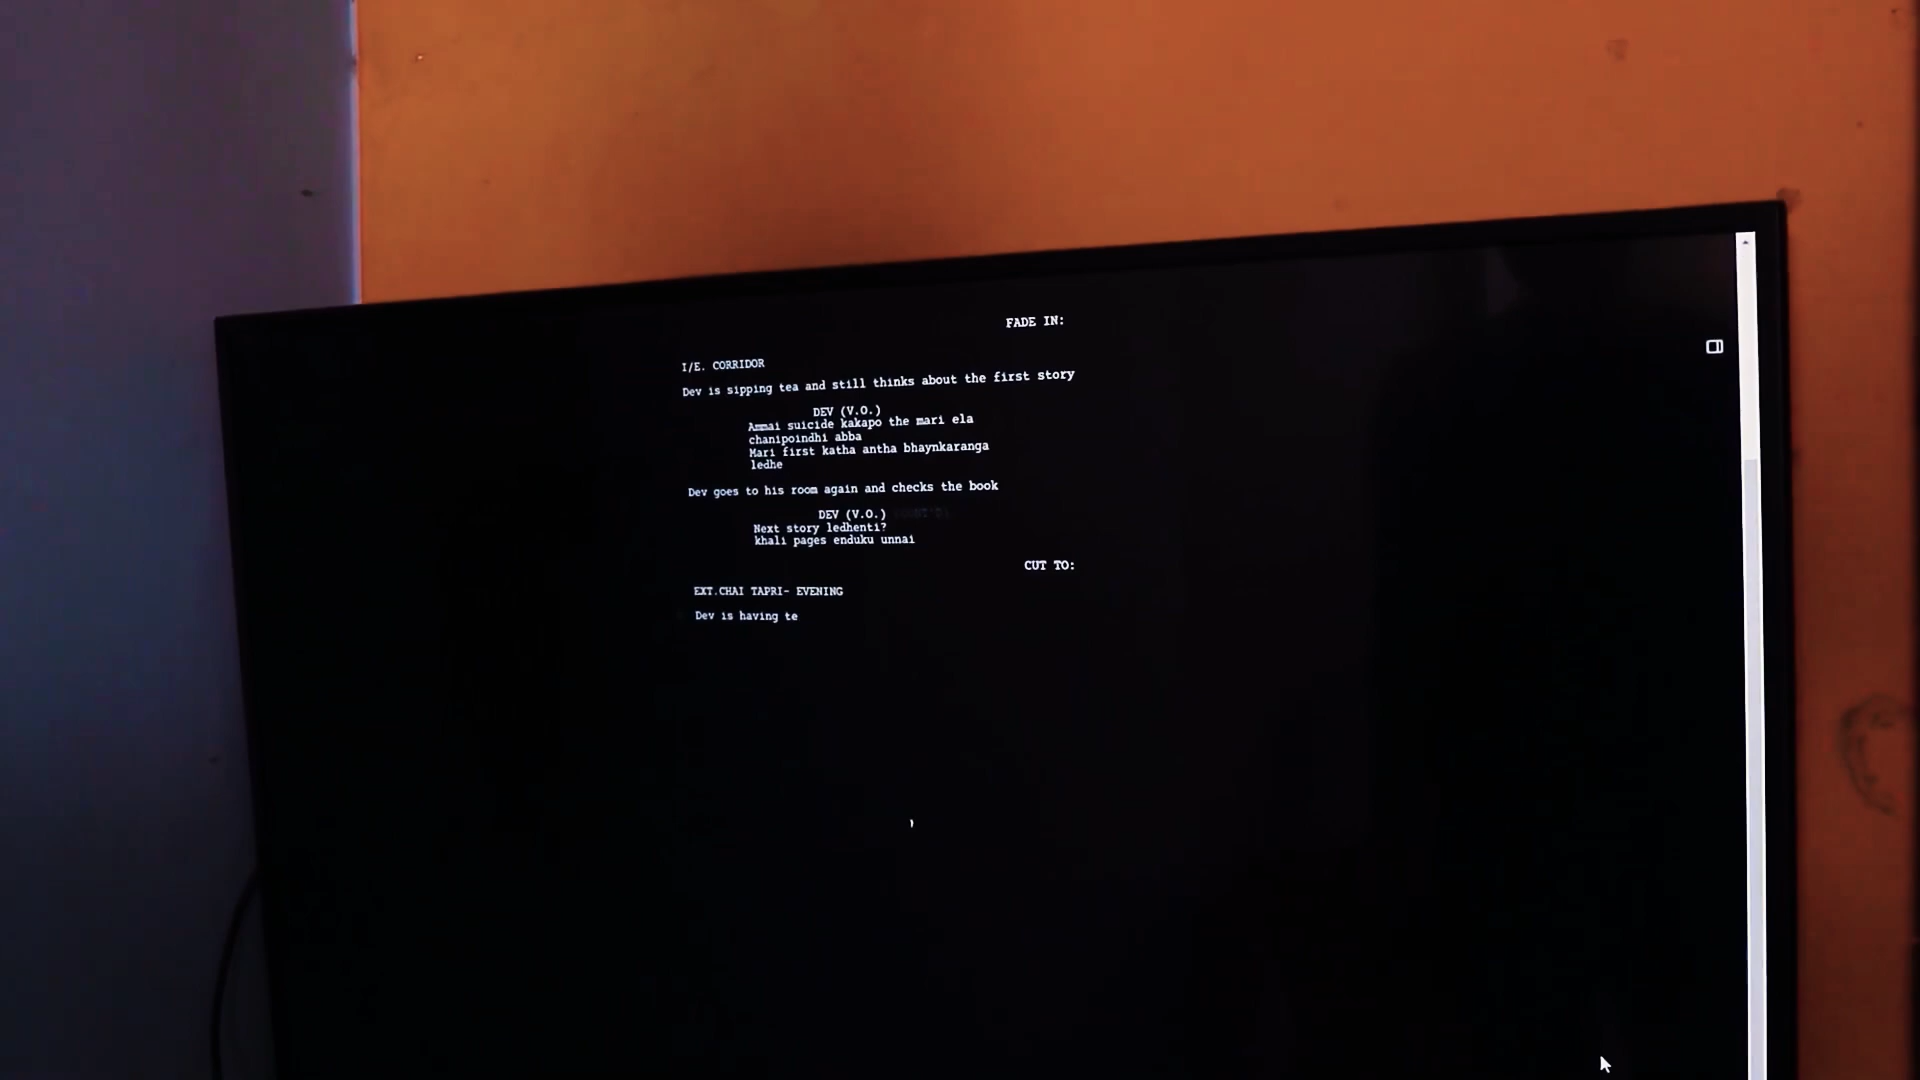 FADE IN:
I/E. CORRIDOR
Dev is sipping tea and still thinks about the first story
DEV (V.O.)
Ammai suicide kakapo the mari ela
chanipoindhi abba
Mari first katha antha bhaynkaranga
ledhe
Dev goes to his room again and checks the book
DEV (V.O.)
Next story ledhenti?
khali pages enduku unnai
CUT TO:
EXT.CHAI TAPRI- EVENING
Dev is having te